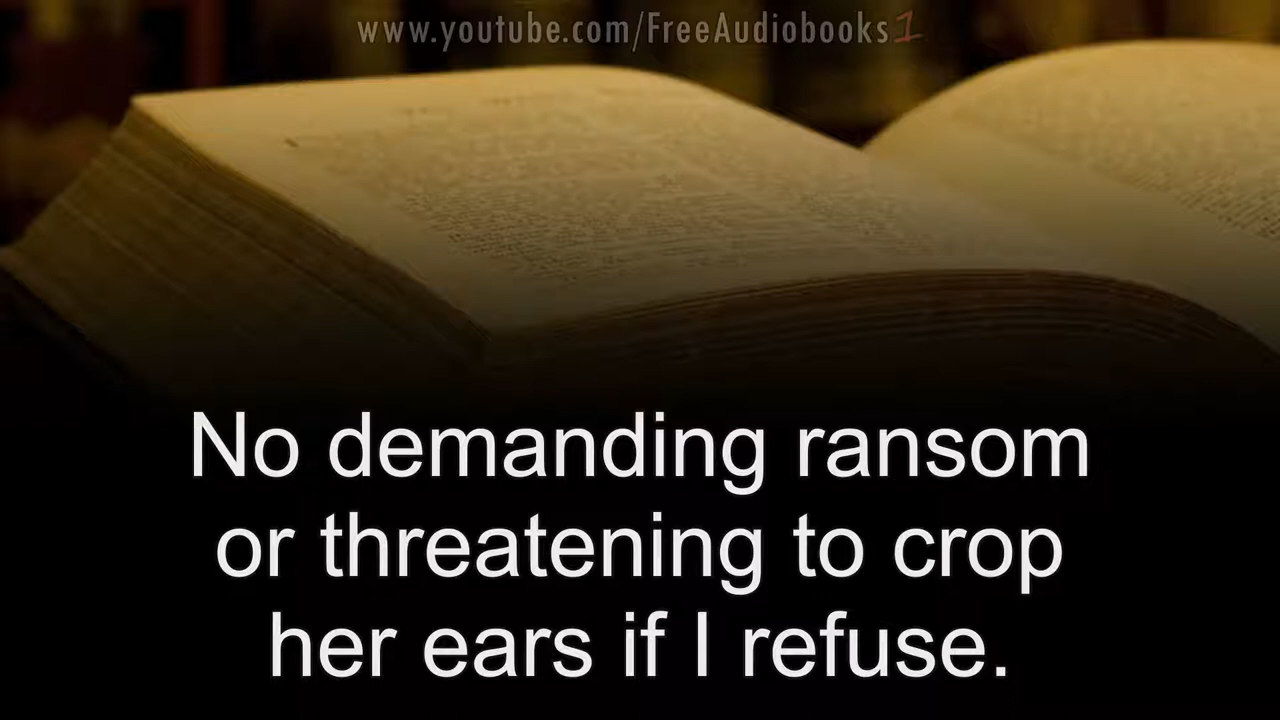 www.youtube.com/FreeAudiobooks1
No demanding ransom
or threatening to crop
her ears if I refuse.